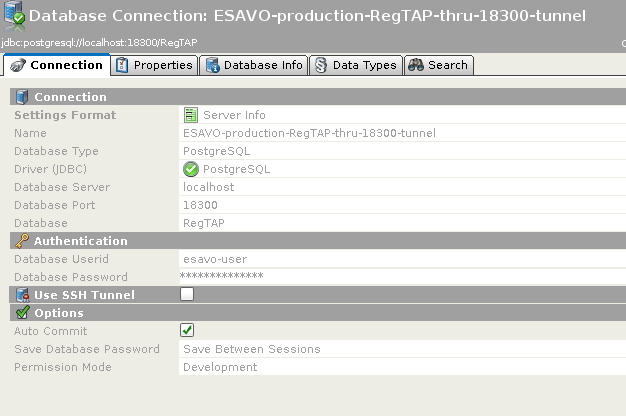 Database Connection: ESAVO-production-RegTAP-thru-18300-tunnel
jdbc:postgresql://localhost:18300/RegTAP
Connection Properties Database Info Data Types Search
Connection
Settings Format Server Info
Name ESAVO-production-RegTAP-thru-18300-tunnel
Database Type PostgreSQL
Driver (JDBC) PostgreSQL
Database Server localhost
Database Port 18300
Database RegTAP
Authentication
Database Userid esavo-user
Database Password **************
Use SSH Tunnel
Options
Auto Commit
Save Database Password Save Between Sessions
Permission Mode Development